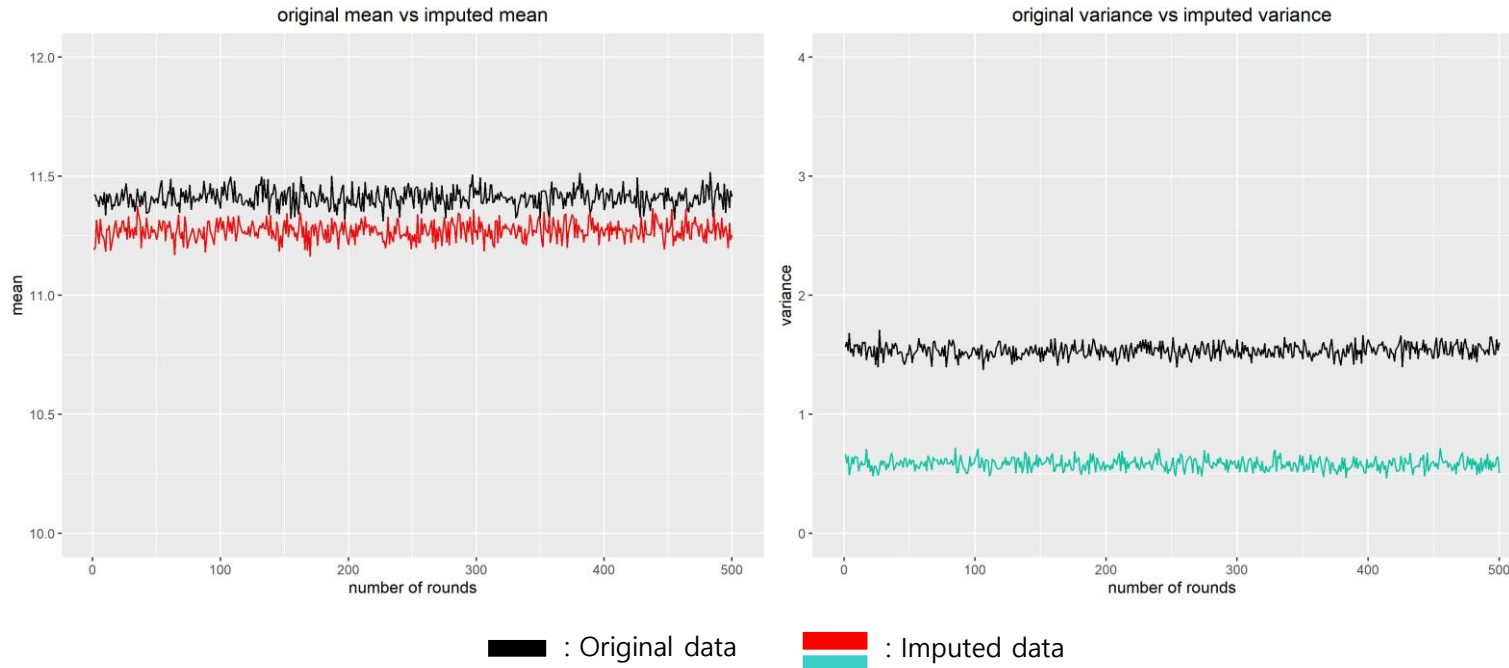 original mean vs imputed mean
12.0
11.5
11.0
10.5
10.0
mean
0 100 200 300 400 500
number of rounds
original variance vs imputed variance
4
3
2
1
0
variance
0 100 200 300 400 500
number of rounds
: Original data
: Imputed data